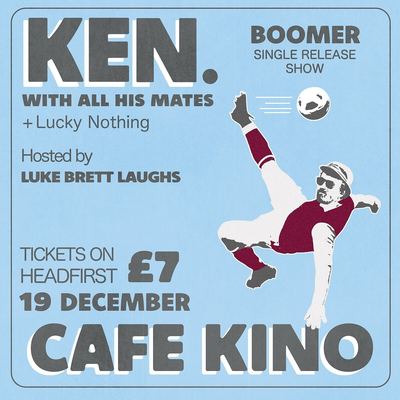 KEN.
WITH ALL HIS MATES
+ Lucky Nothing
BOOMER
SINGLE RELEASE
SHOW
Hosted by
LUKE BRETT LAUGHS
TICKETS ON
HEADFIRST
£7
19 DECEMBER
CAFE KINO